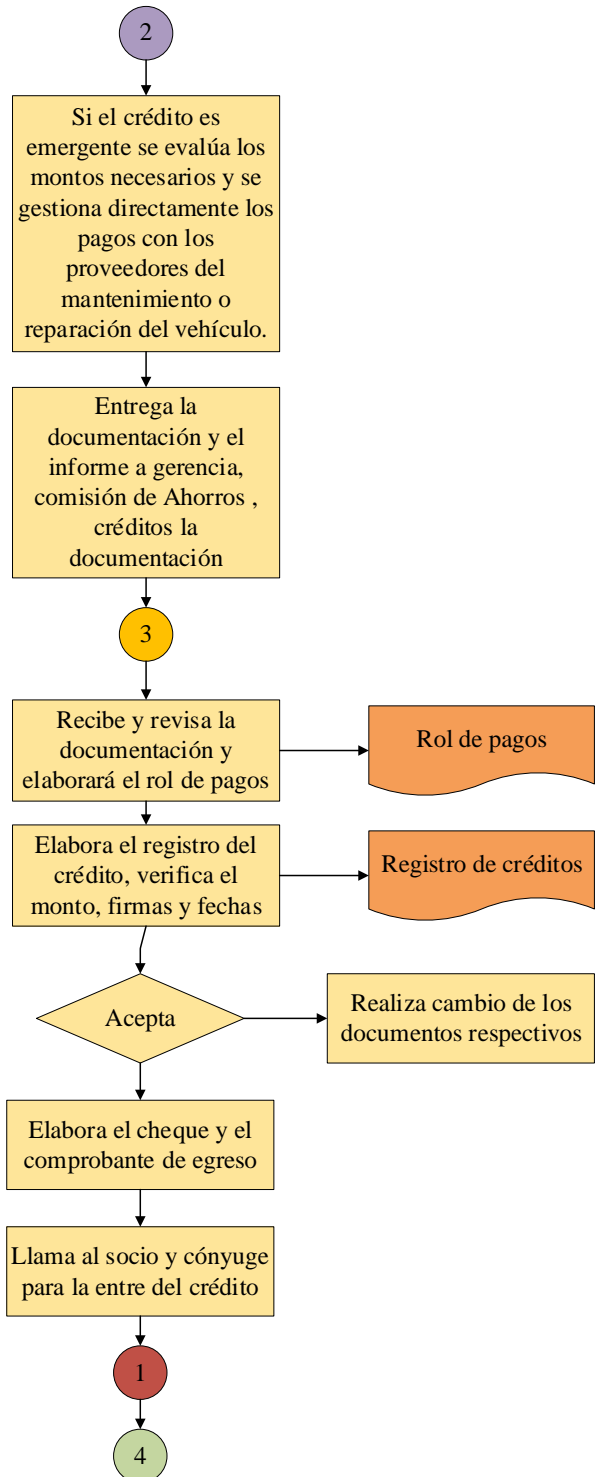 2
Si el crédito es
emergente se evalúa los
montos necesarios y se
gestiona directamente los
pagos con los
proveedores del
mantenimiento o
reparación del vehículo.
Entrega la
documentación y el
informe a gerencia,
comisión de Ahorros ,
créditos la
documentación
3
Recibe y revisa la
documentación y
elaborará el rol de pagos
Rol de pagos
Elabora el registro del
crédito, verifica el
monto, firmas y fechas
Registro de créditos
Acepta
Realiza cambio de los
documentos respectivos
Elabora el cheque y el
comprobante de egreso
Llama al socio y cónyuge
para la entre del crédito
1
4